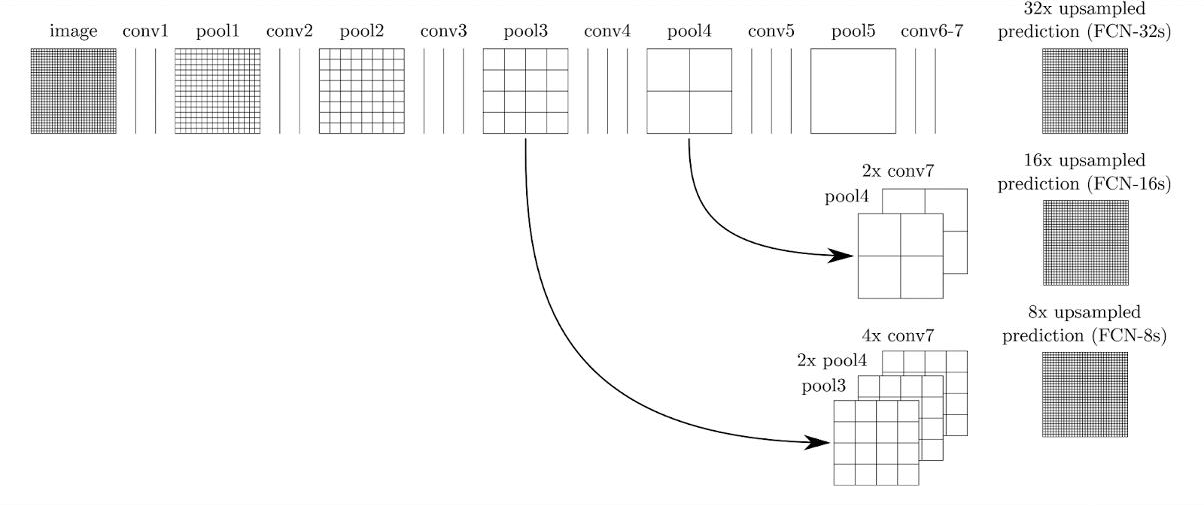 image
conv1
pool1
conv2
pool2
conv3
pool3
conv4
pool4
conv5
pool5
conv6-7
32x upsampled
prediction (FCN-32s)
2x conv7
pool4
16x upsampled
prediction (FCN-16s)
4x conv7
2x pool4
pool3
8x upsampled
prediction (FCN-8s)